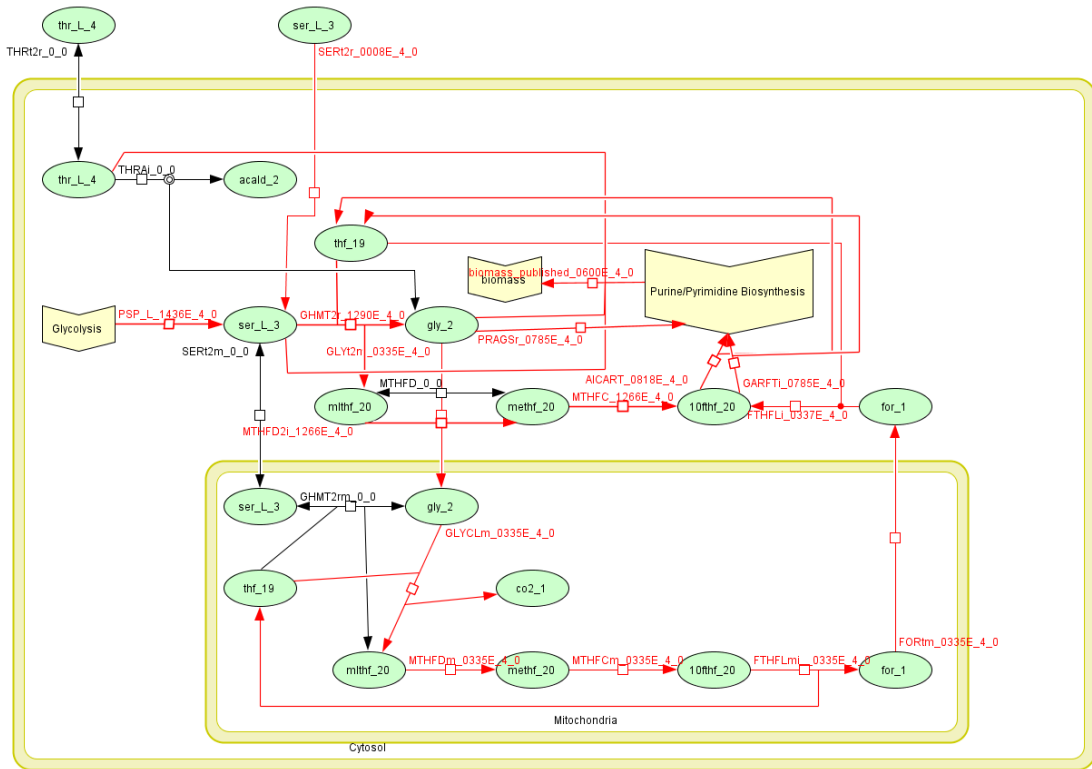 thr_L_4
ser_L_3
THRt2r_0_0
SERt2r_0008E_4_0
thr_L_4
THRAi_0_0
acald_2
thf_19
biomass_published_0600E_4_0
biomass
Purine/Pyrimidine Biosynthesis
Glycolysis
PSP_L_1436E_4_0
ser_L_3
GHMT2r_1290E_4_0
gly_2
PRAGSr_0785E_4_0
SERt2m_0_0
MTHFD_0_0
AICART_0818E_4_0
GARFTi_0785E_4_0
mlthf_20
methf_20
MTHFC_1266E_4_0
10fthf_20
FTHFLi_0337E_4_0
for_1
MTHFD2i_1266E_4_0
ser_L_3
GHMT2rm_0_0
gly_2
GLYCLm_0335E_4_0
thf_19
co2_1
FORtm_0335E_4_0
mlthf_20
MTHFDm_0335E_4_0
methf_20
MTHFCm_0335E_4_0
10fthf_20
for_1
Mitochondria
Cytosol